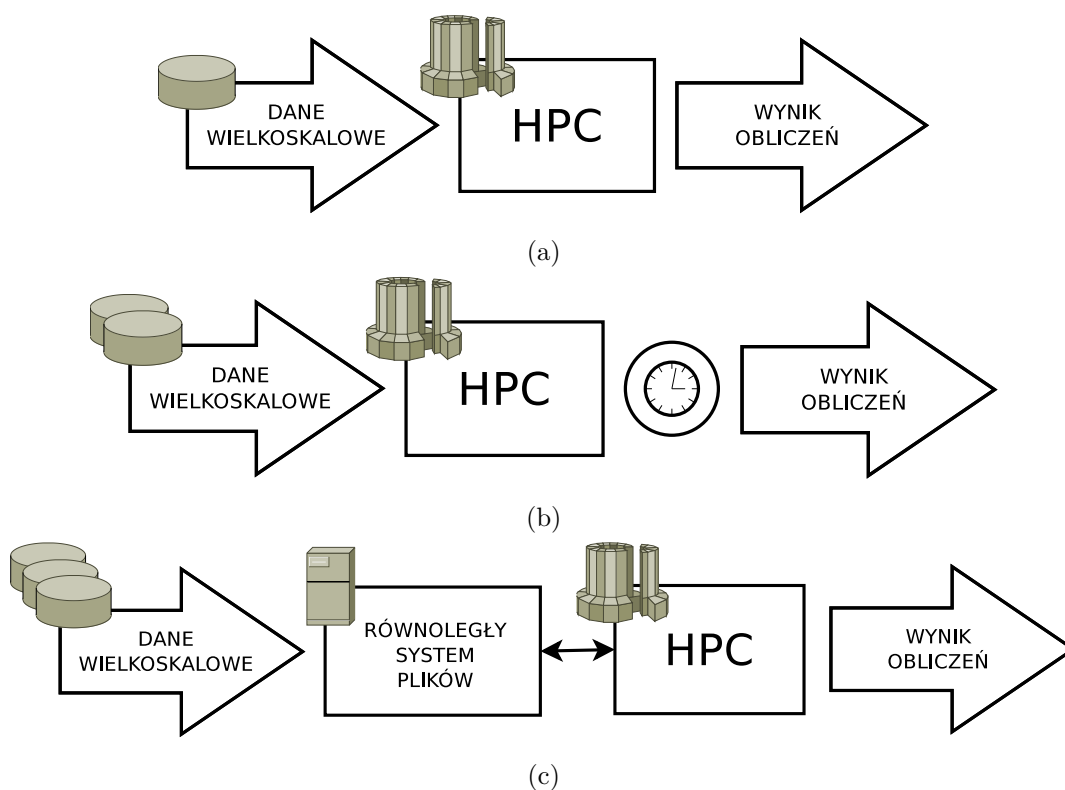 DANE
WIELKOSKALOWE
HPC
WYNIK
OBLICZEŃ
(a)
DANE
WIELKOSKALOWE
HPC
WYNIK
OBLICZEŃ
(b)
DANE
WIELKOSKALOWE
RÓWNOLEGŁY
SYSTEM
PLIKÓW
HPC
WYNIK
OBLICZEŃ
(c)